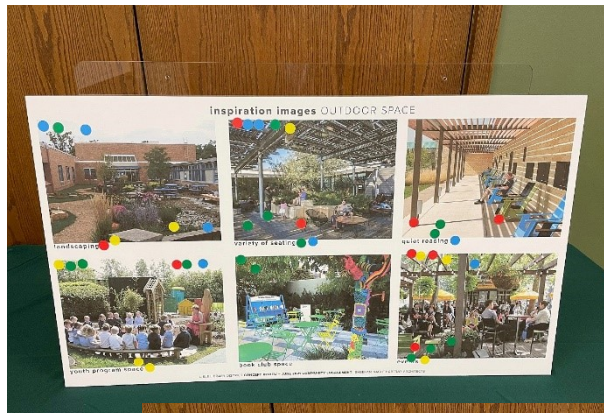 inspiration images OUTDOOR SPACE
landscaping
variety of seating
quiet reading
youth program space
book club space